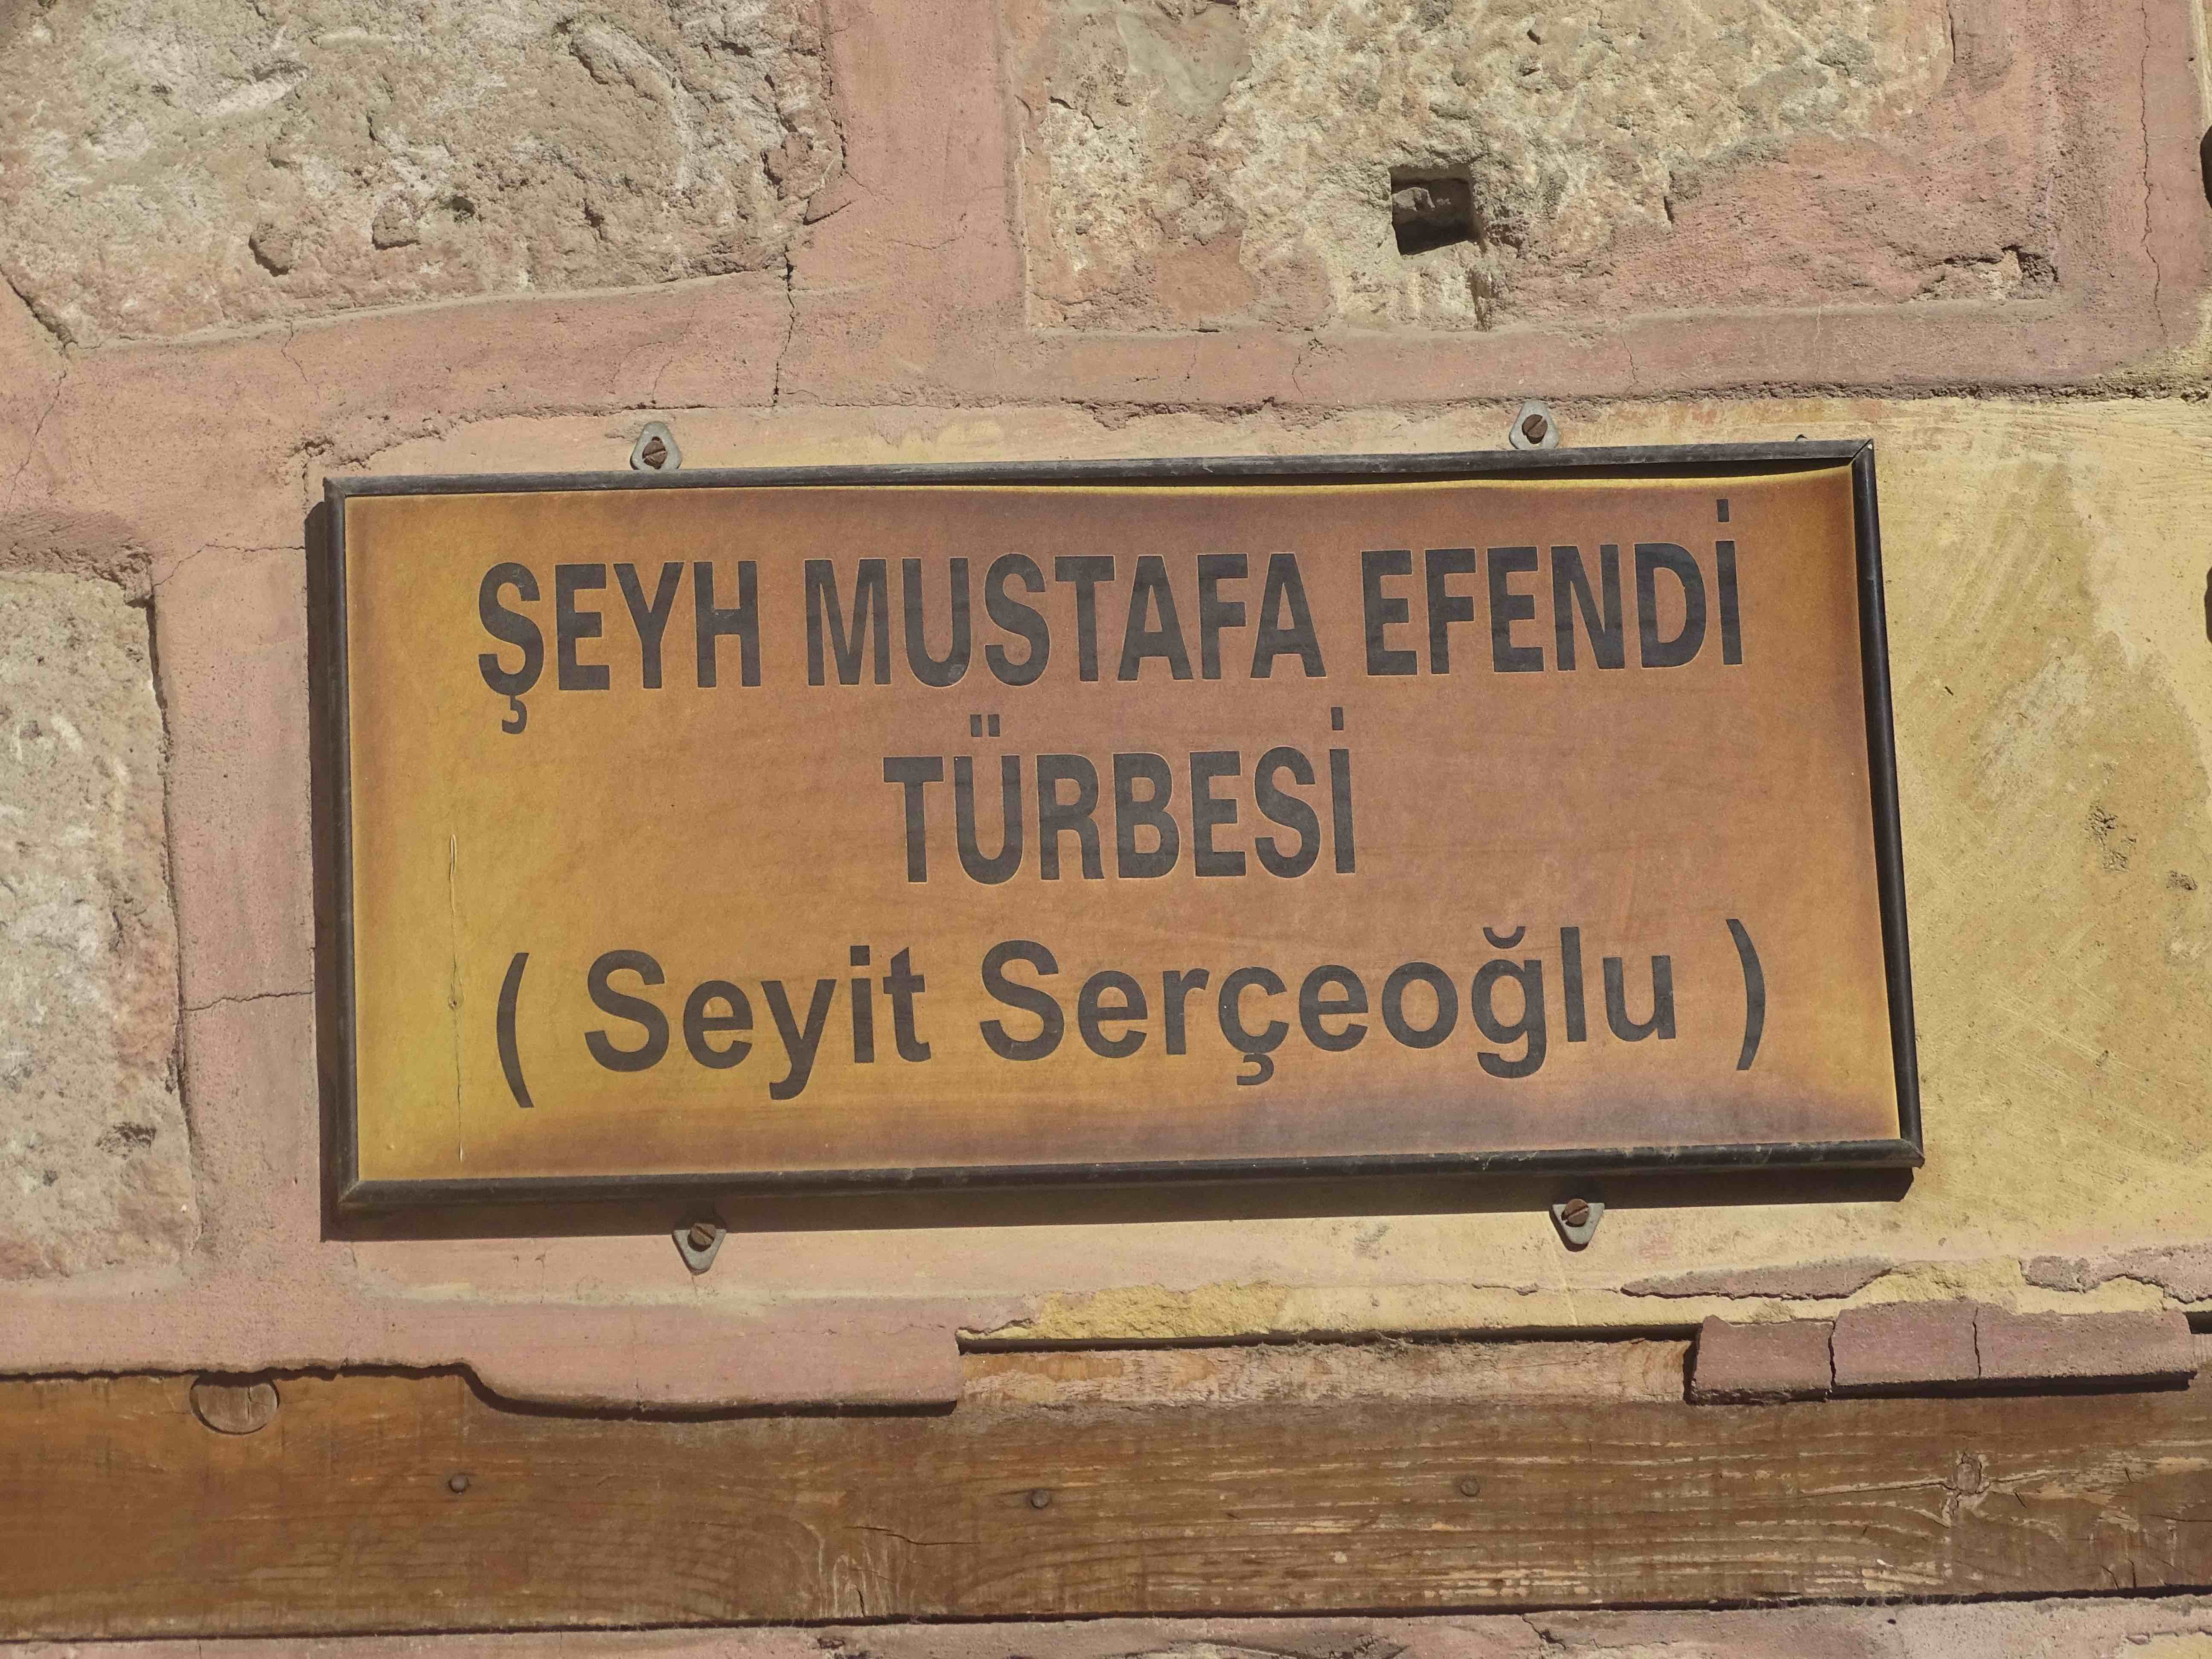 ŞEYH MUSTAFA EFENDİ
TÜRBESİ
( Seyit Serçeoğlu )